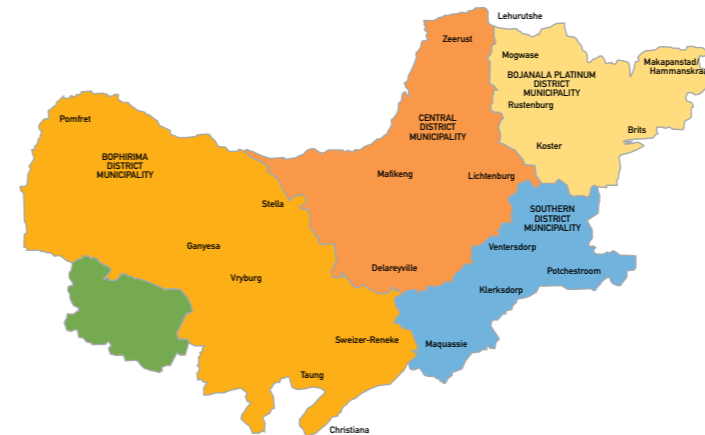 Lehurutshe
Zeerust
Mogwase
Makapanstad/
Hammanskraa
BOJANALA PLATINUM
DISTRICT
MUNICIPALITY
Rustenburg
Pomfret
CENTRAL
DISTRICT
MUNICIPALITY
Brits
Koster
BOPHIRIMA
DISTRICT
MUNICIPALITY
Mafikeng
Lichtenburg
Stella
SOUTHERN
DISTRICT
MUNICIPALITY
Ganyesa
Ventersdorp
Delareyville
Potchestroom
Vryburg
Klerksdorp
Sweizer-Reneke
Maquassie
Taung
Christiana